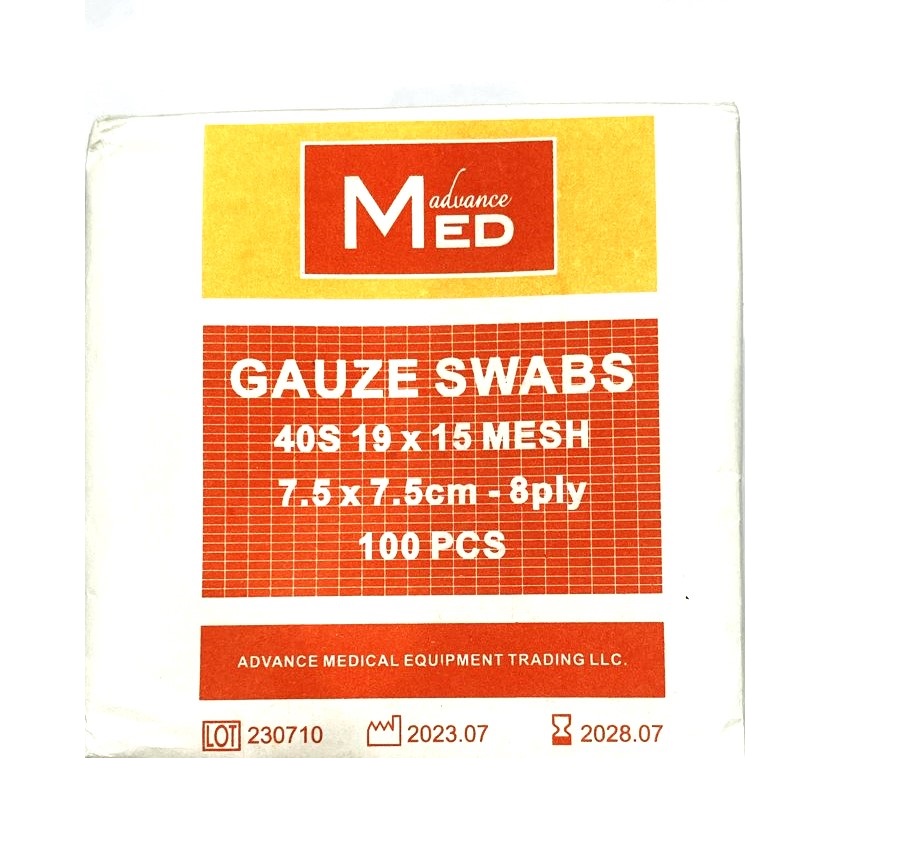 M advance
ED
GAUZE SWABS
40S 19 x 15 MESH
7.5 x 7.5cm - 8ply
100 PCS
ADVANCE MEDICAL EQUIPMENT TRADING LLC.
LOT 230710 2023.07 2028.07